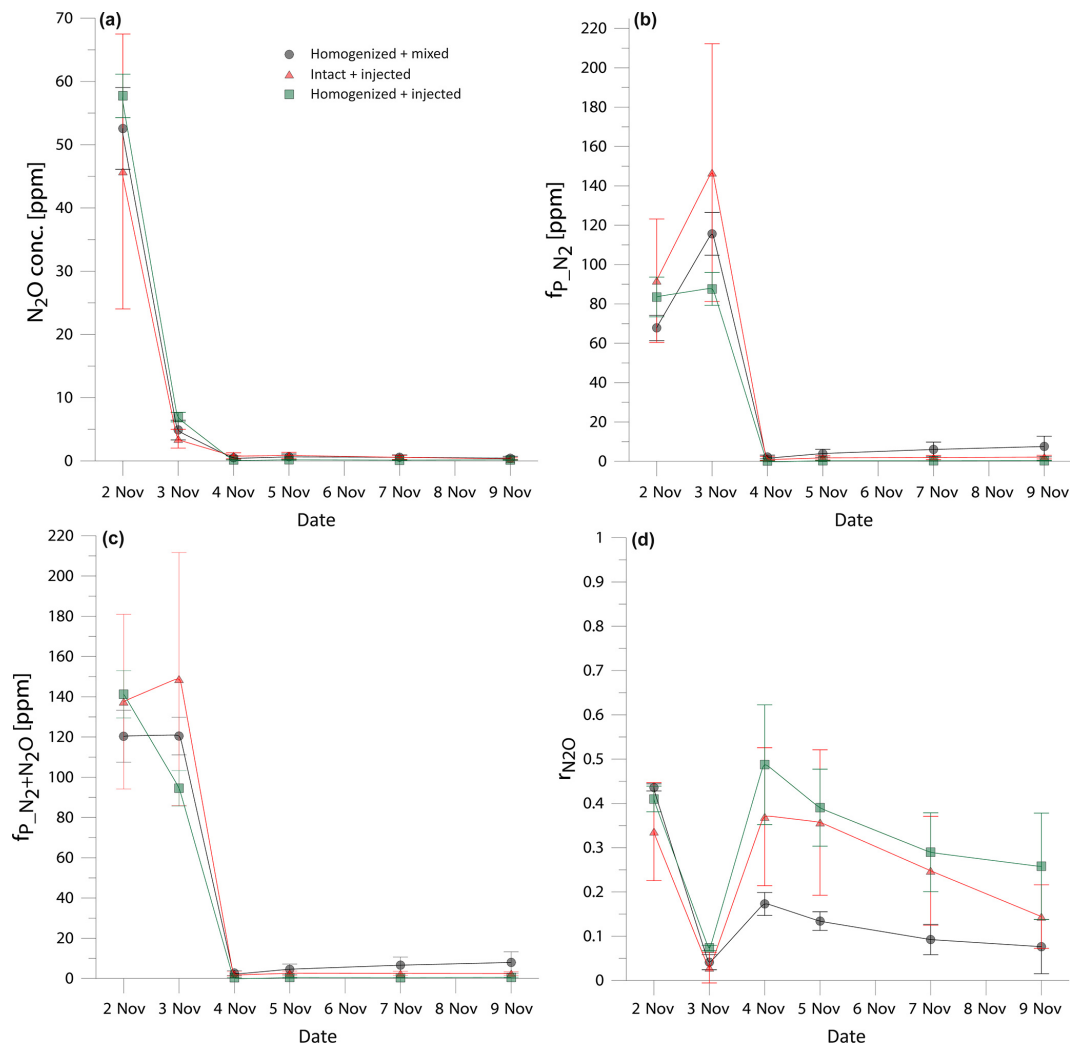 (a)
70
60
50
40
30
20
10
0
N₂O conc. [ppm]
Homogenized + mixed
Intact + injected
Homogenized + injected
2 Nov 3 Nov 4 Nov 5 Nov 6 Nov 7 Nov 8 Nov 9 Nov
Date
(b)
220
200
180
160
140
120
100
80
60
40
20
0
fP_N₂ [ppm]
2 Nov 3 Nov 4 Nov 5 Nov 6 Nov 7 Nov 8 Nov 9 Nov
Date
(c)
220
200
180
160
140
120
100
80
60
40
20
0
fP_N₂+N₂O [ppm]
2 Nov 3 Nov 4 Nov 5 Nov 6 Nov 7 Nov 8 Nov 9 Nov
Date
(d)
1
0.9
0.8
0.7
0.6
0.5
0.4
0.3
0.2
0.1
0
rN2O
2 Nov 3 Nov 4 Nov 5 Nov 6 Nov 7 Nov 8 Nov 9 Nov
Date